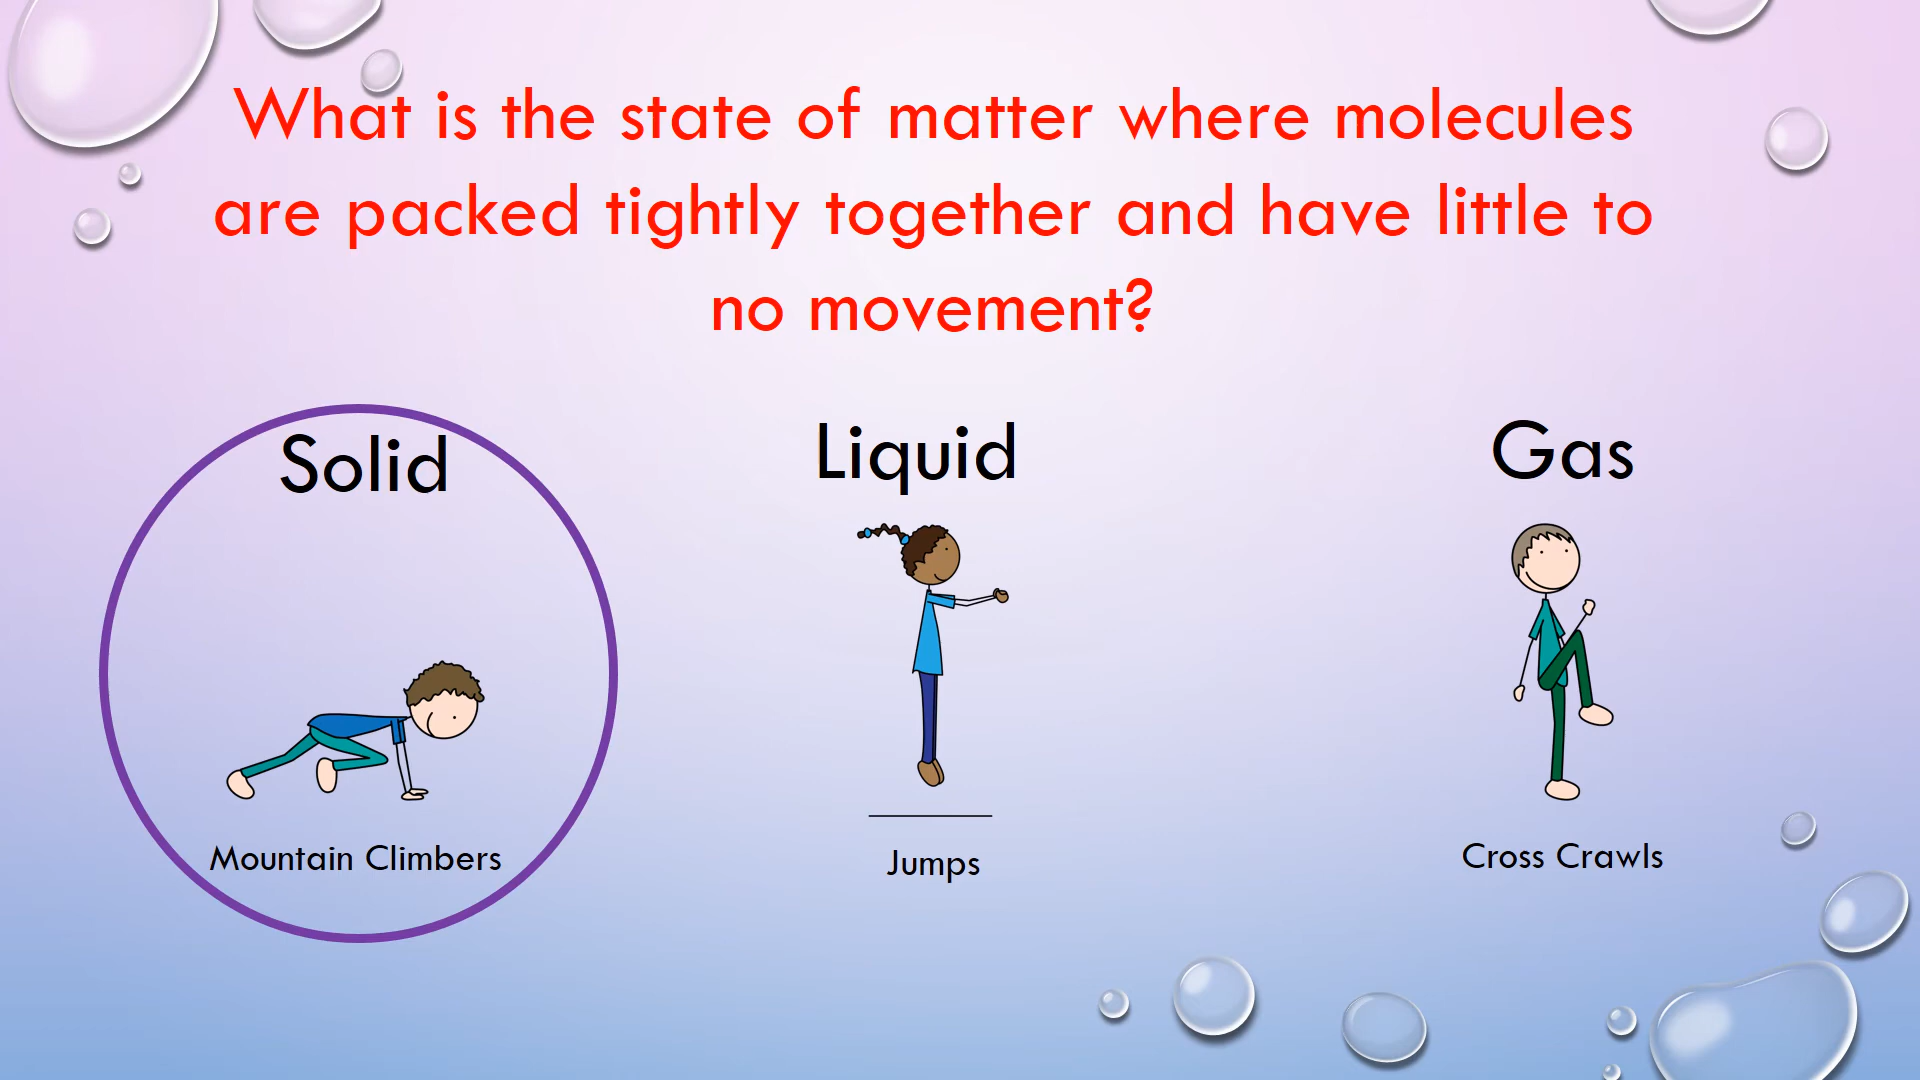 What is the state of matter where molecules
are packed tightly together and have little to
no movement?
Solid
Liquid
Gas
Mountain Climbers
Jumps
Cross Crawls